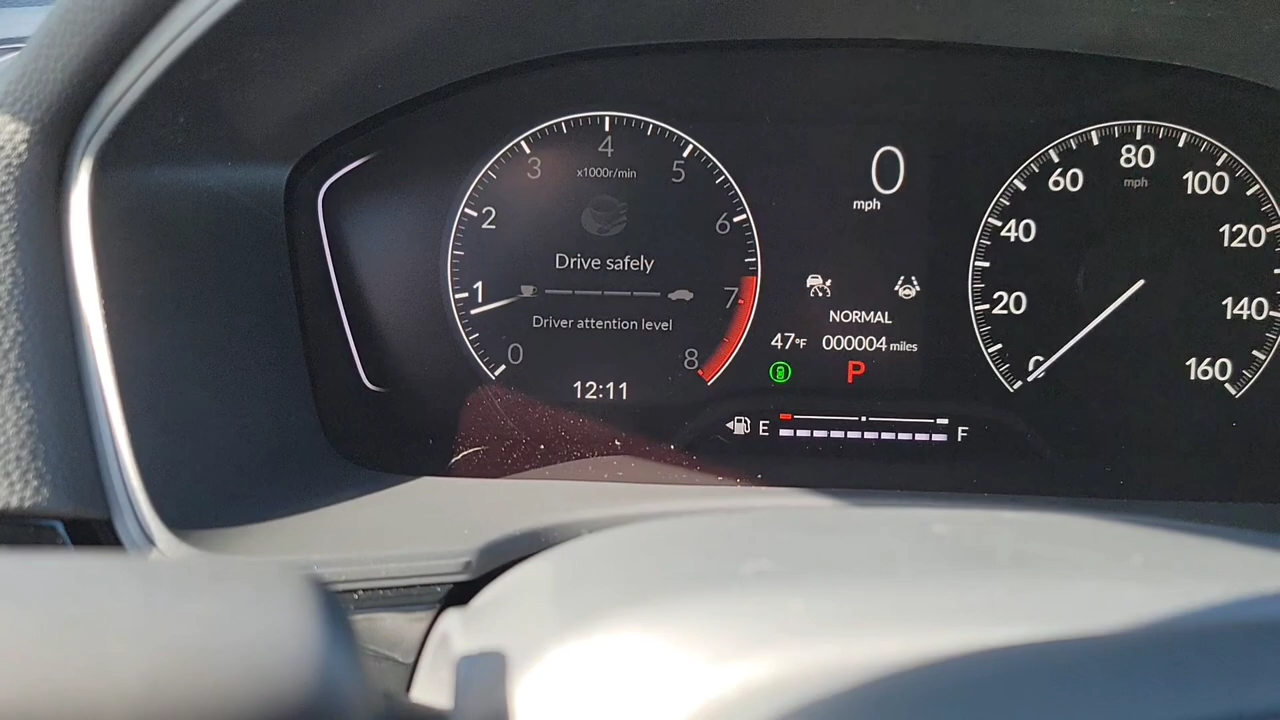 0
1
2
3
4
5
6
7
8
x1000r/min
Drive safely
Driver attention level
12:11
0
mph
NORMAL
47°F 000004 miles
P
E F
0
20
40
60
80
100
120
140
160
mph